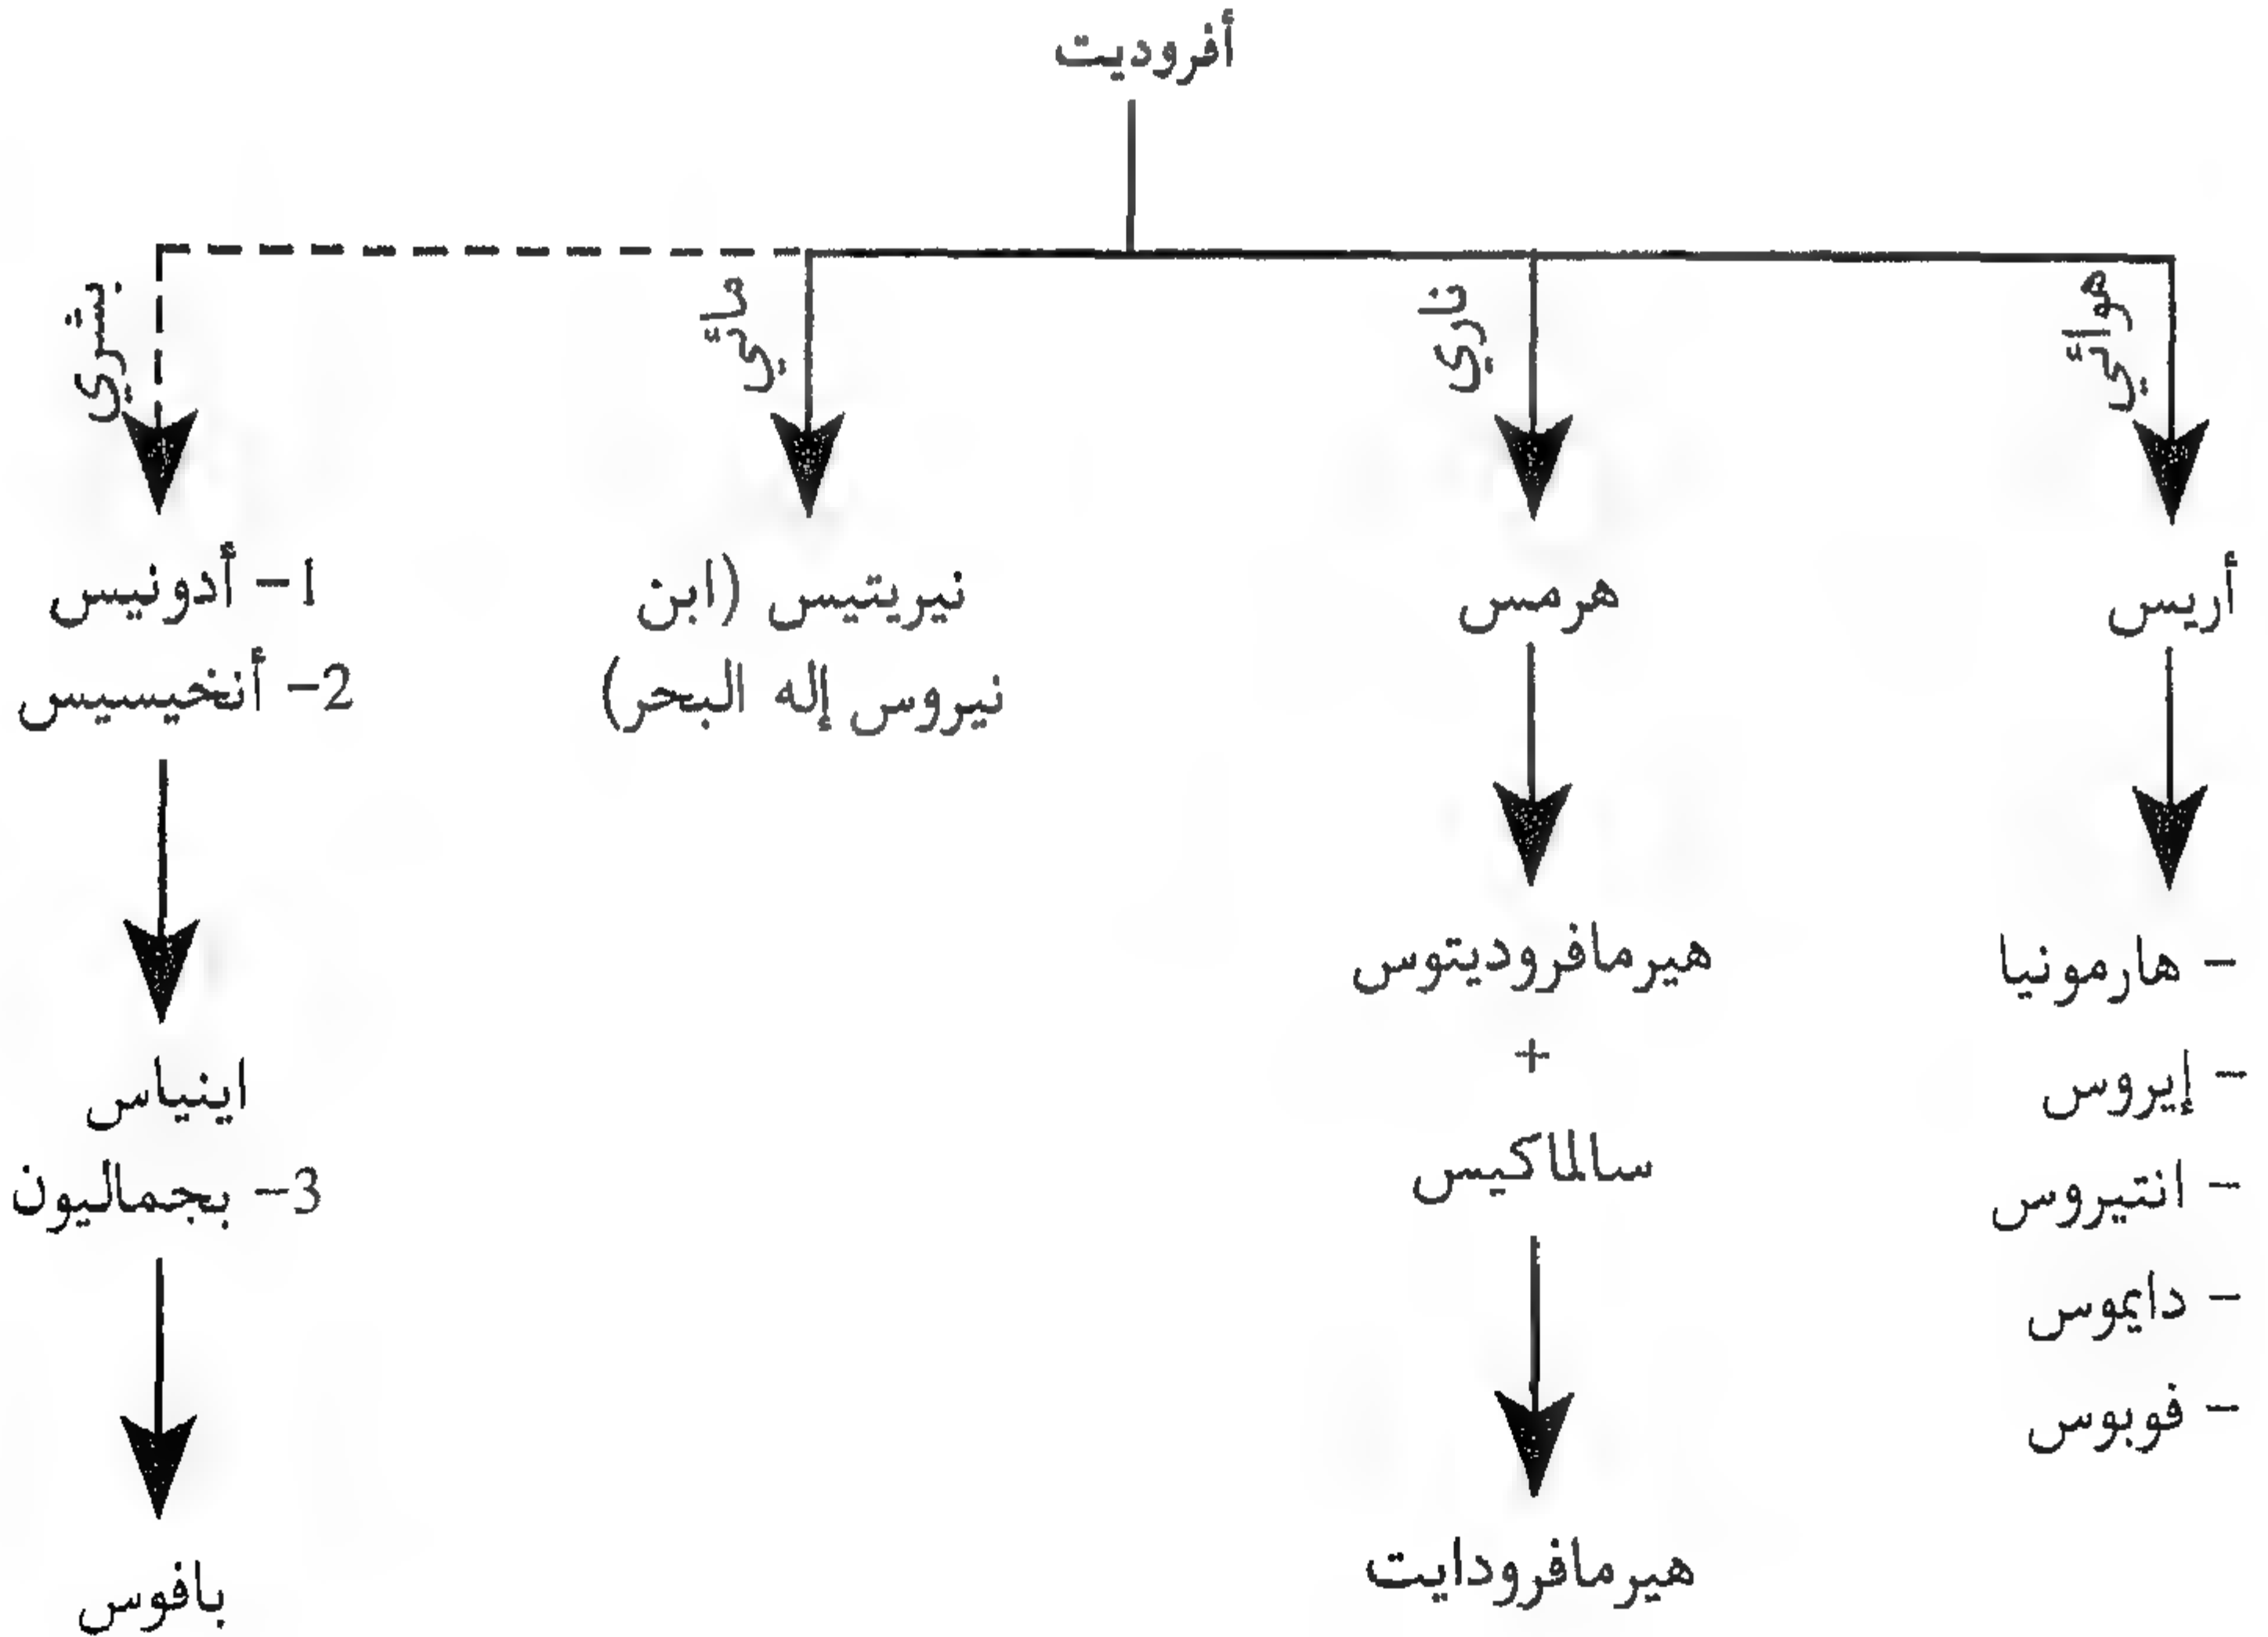 أفروديت
هوائي
أريس
- هارمونيا
- إيروس
- انتيروس
- دايموس
- فوبوس
ناري
هرمس
هيرمافروديتوس
+
سالماكيس
هيرمافرودايت
مائي
نيريتيس (ابن
نيروس إله البحر)
بشري
1- أدونيس
2- أنخيسيس
اينياس
3- بجماليون
بافوس